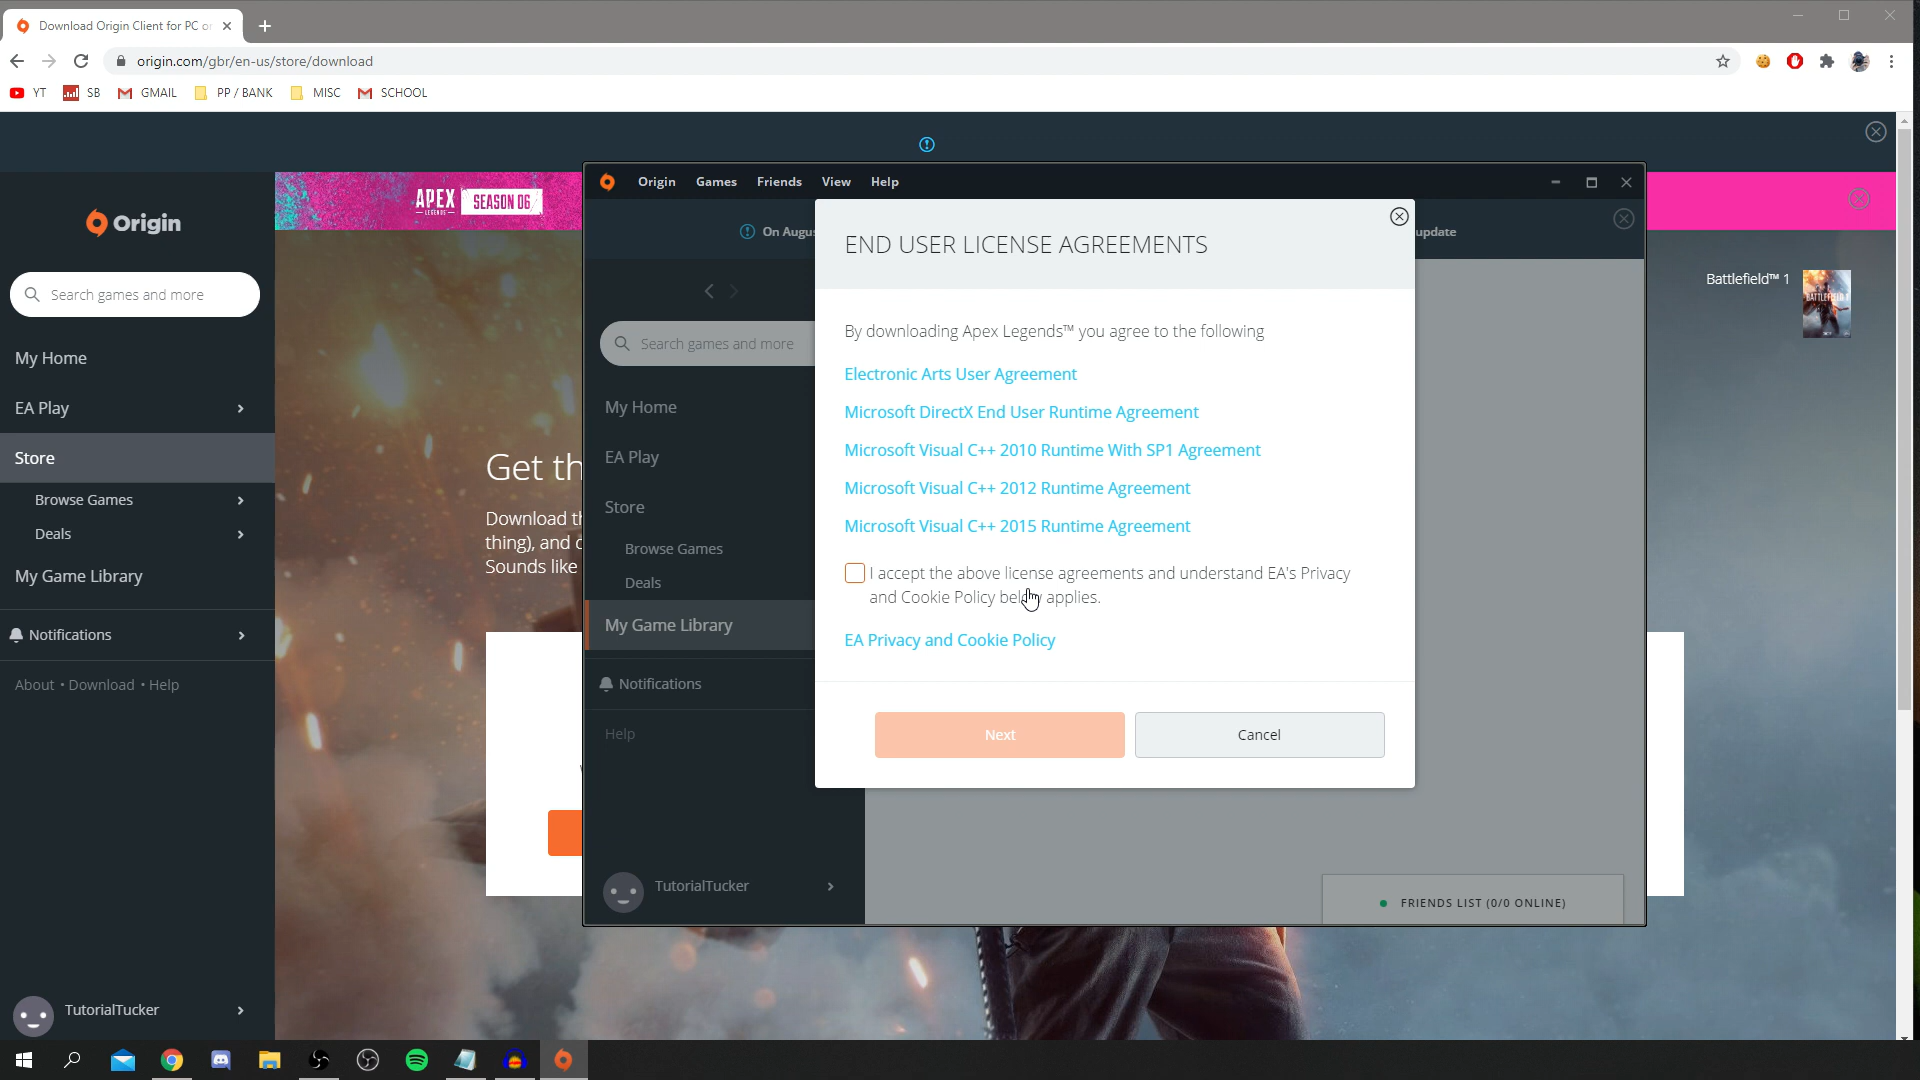 Download Origin Client for PC o
origin.com/gbr/en-us/store/download
YT
SB
GMAIL
PP / BANK
MISC
SCHOOL
Origin
Search games and more
My Home
EA Play
Store
Browse Games
Deals
My Game Library
Notifications
About • Download • Help
TutorialTucker
APEX
LEGENDS
SEASON 06
Get th
Download th
thing), and
Sounds like
Battlefield™ 1
BATTLEFIELD
Origin Games Friends View Help
On Augus
update
Search games and more
My Home
EA Play
Store
Browse Games
Deals
My Game Library
Notifications
Help
TutorialTucker
END USER LICENSE AGREEMENTS
By downloading Apex Legends™ you agree to the following
Electronic Arts User Agreement
Microsoft DirectX End User Runtime Agreement
Microsoft Visual C++ 2010 Runtime With SP1 Agreement
Microsoft Visual C++ 2012 Runtime Agreement
Microsoft Visual C++ 2015 Runtime Agreement
I accept the above license agreements and understand EA's Privacy
and Cookie Policy below applies.
EA Privacy and Cookie Policy
Next
Cancel
FRIENDS LIST (0/0 ONLINE)